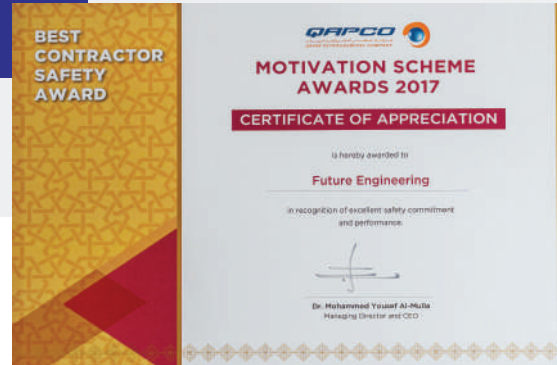 BEST
CONTRACTOR
SAFETY
AWARD
QAPCO
MOTIVATION SCHEME
AWARDS 2017
CERTIFICATE OF APPRECIATION
is hereby awarded to
Future Engineering
in recognition of excellent safety commitment
and performance.
Dr. Mohammed Yousef Al-Mulla
Managing Director and CEO